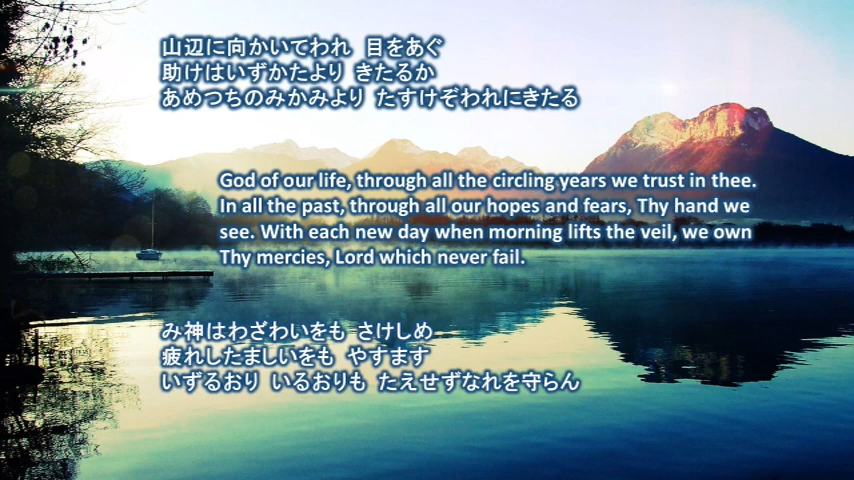 山辺に向かいてわれ 目をあぐ
助けはいずかたより きたるか
あめつちのみかみより たすけぞわれにきたる
God of our life, through all the circling years we trust in thee.
In all the past, through all our hopes and fears, Thy hand we
see. With each new day when morning lifts the veil, we own
Thy mercies, Lord which never fail.
み神はわざわいをも さけしめ
疲れしたましいをも やすます
いずるおり いるおりも たえせずなれを守らん